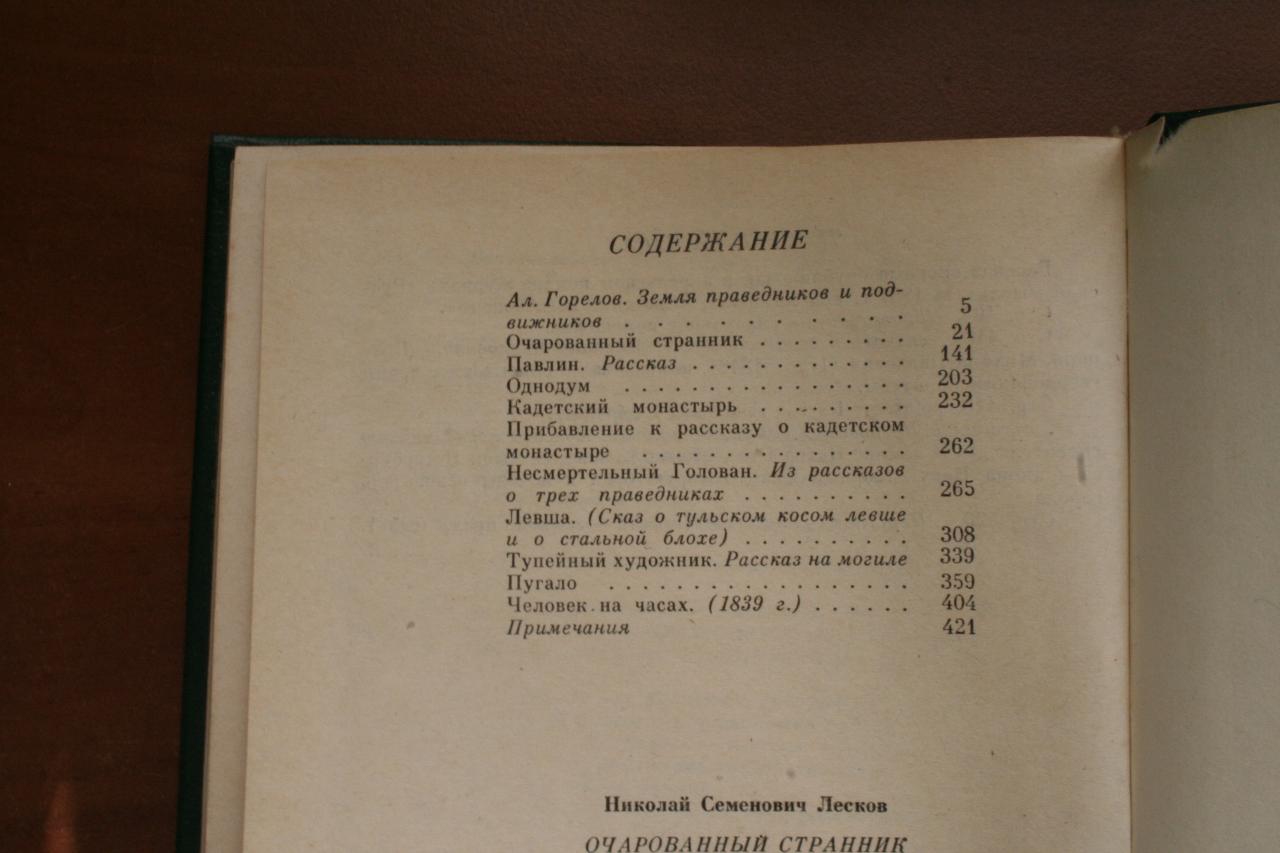 СОДЕРЖАНИЕ
Ал. Горелов. Земля праведников и под-
вижников . . . . . . . . . . 5
Очарованный странник . . . . . . . . . 21
Павлин. Рассказ . . . . . . . . . . . . . 141
Однодум . . . . . . . . . . . . . . . . . 203
Кадетский монастырь . . . . . . . . . 232
Прибавление к рассказу о кадетском
монастыре . . . . . . . . . . . . . . . . 262
Несмертельный Голован. Из рассказов
о трех праведниках . . . . . . . . . . 265
Левша. (Сказ о тульском косом левше
и о стальной блохе) . . . . . . . . . . 308
Тупейный художник. Рассказ на могиле 339
Пугало . . . . . . . . . . . . . . . . . . 359
Человек на часах. (1839 г.) . . . . . . 404
Примечания 421
Николай Семенович Лесков
ОЧАРОВАННЫЙ СТРАННИК